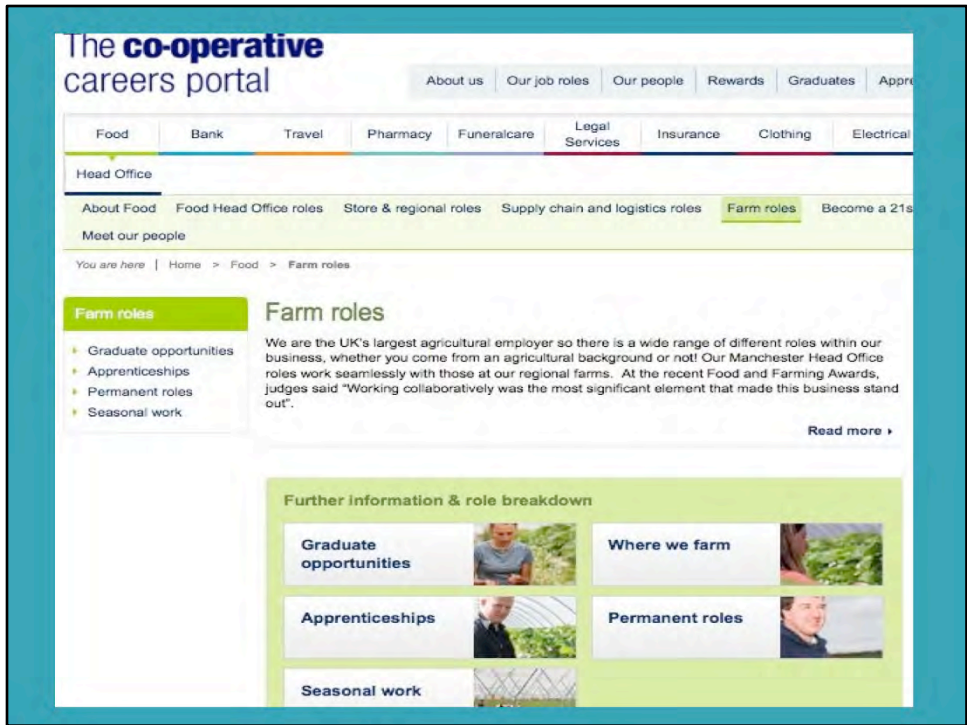 The co-operative
careers portal
About us Our job roles Our people Rewards Graduates Appre
Food Bank Travel Pharmacy Funeralcare Legal Services Insurance Clothing Electrical
Head Office
About Food Food Head Office roles Store & regional roles Supply chain and logistics roles Farm roles Become a 21s
Meet our people
You are here | Home > Food > Farm roles
Farm roles
Graduate opportunities
Apprenticeships
Permanent roles
Seasonal work
Farm roles
We are the UK's largest agricultural employer so there is a wide range of different roles within our
business, whether you come from an agricultural background or not! Our Manchester Head Office
roles work seamlessly with those at our regional farms. At the recent Food and Farming Awards,
judges said "Working collaboratively was the most significant element that made this business stand
out".
Read more
Further information & role breakdown
Graduate
opportunities
Where we farm
Apprenticeships
Permanent roles
Seasonal work